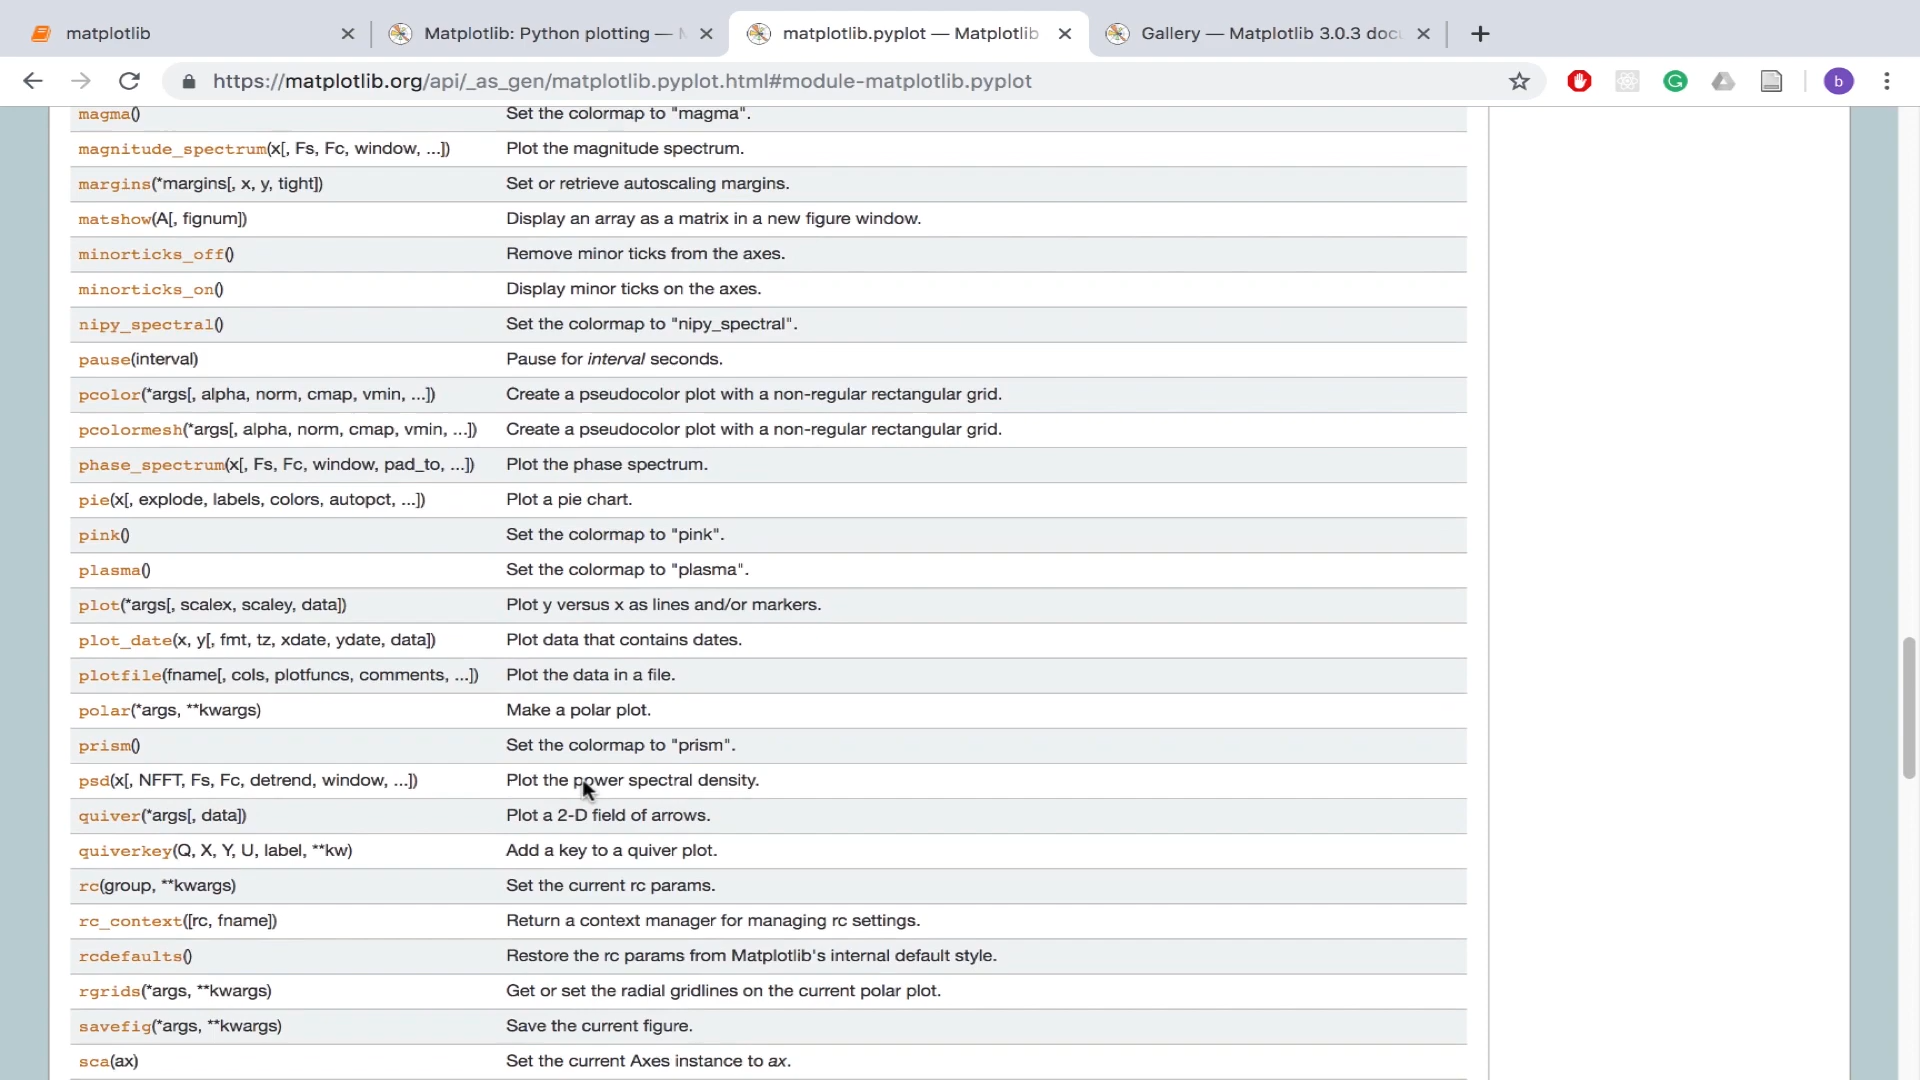 matplotlib
Matplotlib: Python plotting —
matplotlib.pyplot — Matplotlib
Gallery — Matplotlib 3.0.3 doc
https://matplotlib.org/api/_as_gen/matplotlib.pyplot.html#module-matplotlib.pyplot
b
magma() Set the colormap to "magma".
magnitude_spectrum(x[, Fs, Fc, window, ...]) Plot the magnitude spectrum.
margins(*margins[, x, y, tight]) Set or retrieve autoscaling margins.
matshow(A[, fignum]) Display an array as a matrix in a new figure window.
minorticks_off() Remove minor ticks from the axes.
minorticks_on() Display minor ticks on the axes.
nipy_spectral() Set the colormap to "nipy_spectral".
pause(interval) Pause for interval seconds.
pcolor(*args[, alpha, norm, cmap, vmin, ...]) Create a pseudocolor plot with a non-regular rectangular grid.
pcolormesh(*args[, alpha, norm, cmap, vmin, ...]) Create a pseudocolor plot with a non-regular rectangular grid.
phase_spectrum(x[, Fs, Fc, window, pad_to, ...]) Plot the phase spectrum.
pie(x[, explode, labels, colors, autopct, ...]) Plot a pie chart.
pink() Set the colormap to "pink".
plasma() Set the colormap to "plasma".
plot(*args[, scalex, scaley, data]) Plot y versus x as lines and/or markers.
plot_date(x, y[, fmt, tz, xdate, ydate, data]) Plot data that contains dates.
plotfile(fname[, cols, plotfuncs, comments, ...]) Plot the data in a file.
polar(*args, **kwargs) Make a polar plot.
prism() Set the colormap to "prism".
psd(x[, NFFT, Fs, Fc, detrend, window, ...]) Plot the power spectral density.
quiver(*args[, data]) Plot a 2-D field of arrows.
quiverkey(Q, X, Y, U, label, **kw) Add a key to a quiver plot.
rc(group, **kwargs) Set the current rc params.
rc_context([rc, fname]) Return a context manager for managing rc settings.
rcdefaults() Restore the rc params from Matplotlib's internal default style.
rgrids(*args, **kwargs) Get or set the radial gridlines on the current polar plot.
savefig(*args, **kwargs) Save the current figure.
sca(ax) Set the current Axes instance to ax.